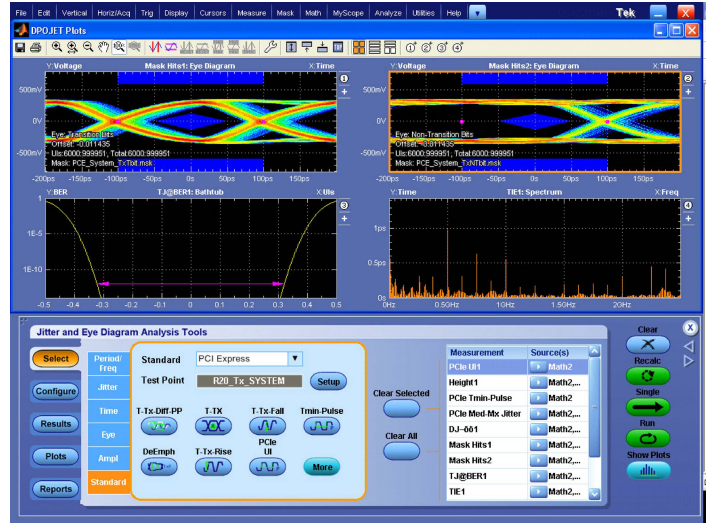 File Edit Vertical Horiz/Acq Trig Display Cursors Measure Mask Math MyScope Analyze Utilities Help Tek
DPOJET Plots
Y:Voltage Mask Hits1: Eye Diagram X:Time
500mV
0V
-500mV
Eye: Transition Bits
Offset: -0.011435
UIs:6000:999951, Total:6000:999951
Mask: PCE_System_TxTbit.msk
-200ps -150ps -100ps -50ps 0s 50ps 100ps 150ps
1
Y:Voltage Mask Hits2: Eye Diagram X:Time
500mV
0V
-500mV
Eye: Non-Transition Bits
Offset: -0.011435
UIs:6000:999951, Total:6000:999951
Mask: PCE_System_TxNTbit.msk
-200ps -150ps -100ps -50ps 0s 50ps 100ps 150ps
2
Y:BER TJ@BER1: Bathtub X:UIs
1
1E-5
1E-10
-0.5 -0.4 -0.3 -0.2 -0.1 0.0 0.1 0.2 0.3 0.4 0.5
3
Y:Time TIE1: Spectrum X:Freq
1ps
0.5ps
0s
0Hz 0.50Hz 10Hz 20Hz
4
Jitter and Eye Diagram Analysis Tools
Select
Configure
Results
Plots
Reports
Period/
Freq
Jitter
Time
Eye
Ampl
Standard
Standard PCI Express
Test Point R20_Tx_SYSTEM Setup
T-Tx-Diff-PP T-TX T-Tx-Fall Tmin-Pulse
DeEmph T-Tx-Rise PCIe
UI
More
Clear Selected
Clear All
Measurement Source(s)
PCIe UI1 Math2
Height1 Math2,...
PCIe Tmin-Pulse Math2
PCIe Med-Mx Jitter Math2,...
DJ–õõ1 Math2,...
Mask Hits1 Math2,...
Mask Hits2 Math2,...
TJ@BER1 Math2,...
TIE1 Math2,...
Clear
Recalc
Single
Run
Show Plots